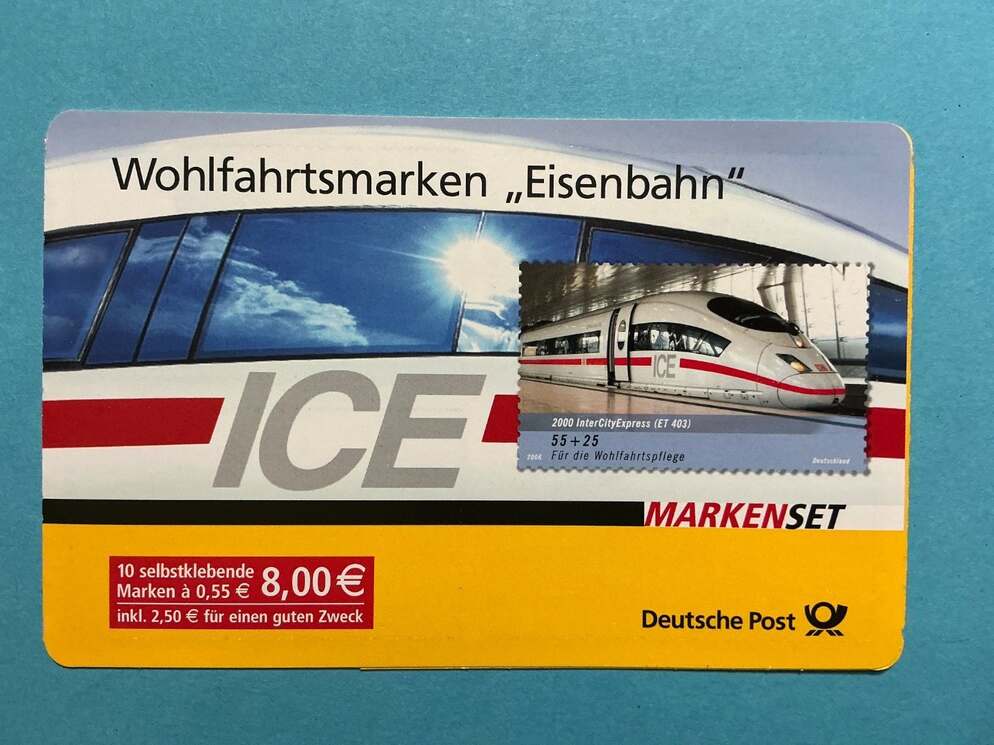 Wohlfahrtsmarken „Eisenbahn“
ICE
ICE
2000 InterCityExpress (ET 403)
55+25
2006 Für die Wohlfahrtspflege Deutschland
MARKENSET
10 selbstklebende
Marken à 0,55 € 8,00 €
inkl. 2,50 € für einen guten Zweck
Deutsche Post